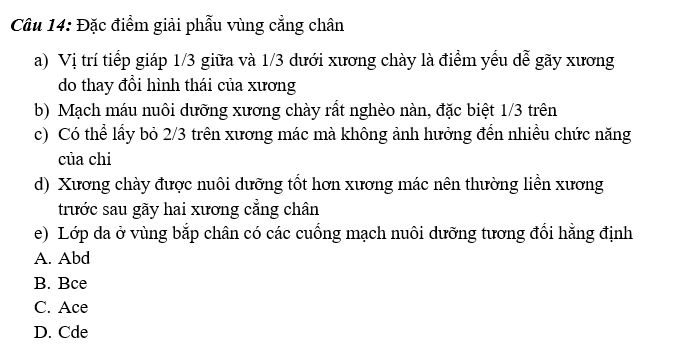 Câu 14: Đặc điểm giải phẫu vùng cẳng chân
a) Vị trí tiếp giáp 1/3 giữa và 1/3 dưới xương chày là điểm yếu dễ gãy xương
do thay đổi hình thái của xương
b) Mạch máu nuôi dưỡng xương chày rất nghèo nàn, đặc biệt 1/3 trên
c) Có thể lấy bỏ 2/3 trên xương mác mà không ảnh hưởng đến nhiều chức năng
của chi
d) Xương chày được nuôi dưỡng tốt hơn xương mác nên thường liền xương
trước sau gãy hai xương cẳng chân
e) Lớp da ở vùng bắp chân có các cuống mạch nuôi dưỡng tương đối hằng định
A. Abd
B. Bce
C. Ace
D. Cde